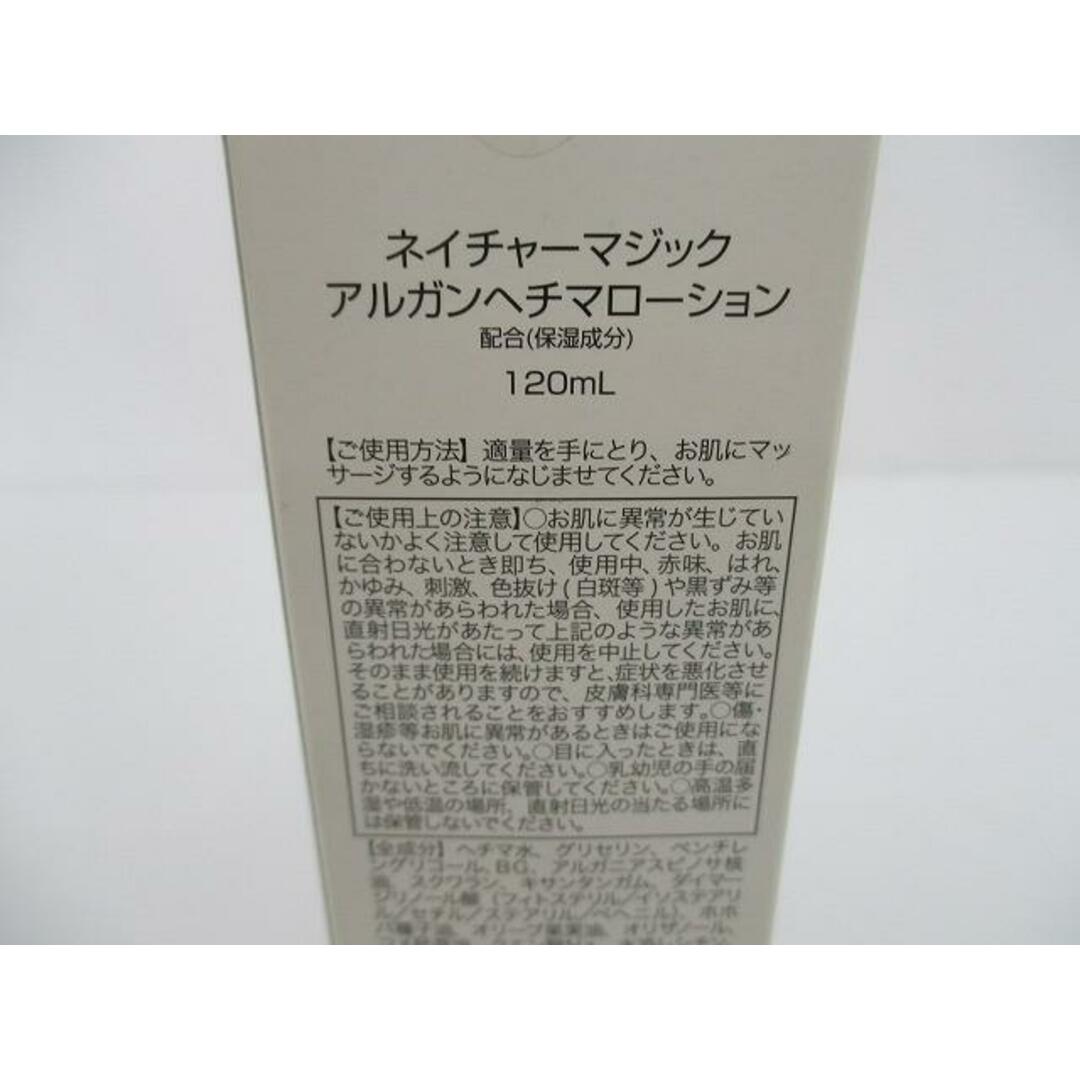 ネイチャーマジック
アルガンヘチマローション
配合(保湿成分)
120mL
【ご使用方法】適量を手にとり、お肌にマッ
サージするようになじませてください。
【ご使用上の注意】○お肌に異常が生じてい
ないかよく注意して使用してください。お肌
に合わないとき即ち、使用中、赤味、はれ、
かゆみ、刺激、色抜け(白斑等)や黒ずみ等
の異常があらわれた場合、使用したお肌に、
直射日光があたって上記のような異常があ
らわれた場合には、使用を中止してください。
そのまま使用を続けますと、症状を悪化させ
ることがありますので、皮膚科専門医等に
ご相談されることをおすすめします。○傷・
湿疹等お肌に異常があるときはご使用にな
らないでください。○目に入ったときは、直
ちに洗い流してください。○乳幼児の手の届
かないところに保管してください。○高温多
湿や低温の場所、直射日光の当たる場所に
は保管しないでください。
【全成分】ヘチマ水、グリセリン、ペンチレ
ングリコール、BG、アルガニアスピノサ核
油、スクワラン、キサンタンガム、ダイマー
ジリノール酸(フィトステリル/イソステアリ
ル/セチル/ステアリル/ベヘニル)、ホホ
バ種子油、オリーブ果実油、オリザノール、